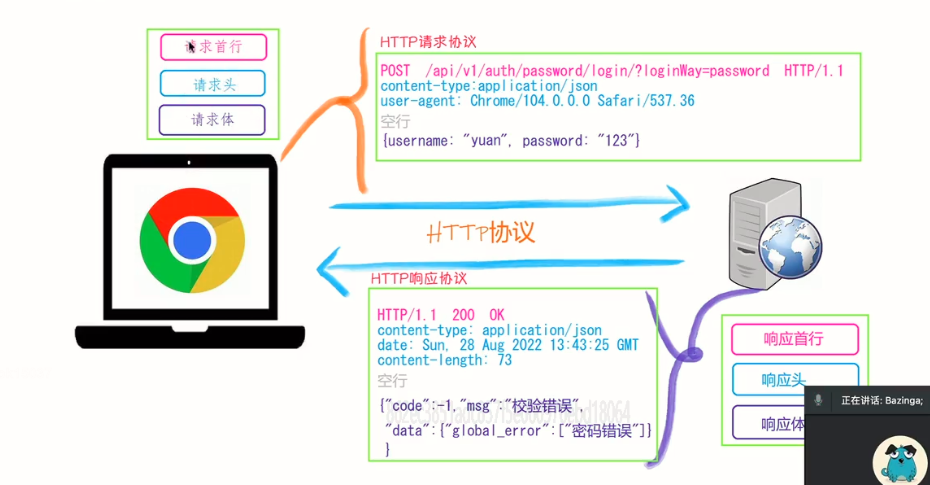 请求首行
请求头
请求体
HTTP请求协议
POST /api/v1/auth/password/login/?loginWay=password HTTP/1.1
content-type:application/json
user-agent: Chrome/104.0.0.0 Safari/537.36
空行
{username: "yuan", password: "123"}
HTTP协议
HTTP响应协议
HTTP/1.1 200 OK
content-type: application/json
date: Sun, 28 Aug 2022 13:43:25 GMT
content-length: 73
空行
{"code":-1,"msg":"校验错误",
"data":{"global_error":["密码错误"]}
}
响应首行
响应头
响应体
正在讲话: Bazinga;